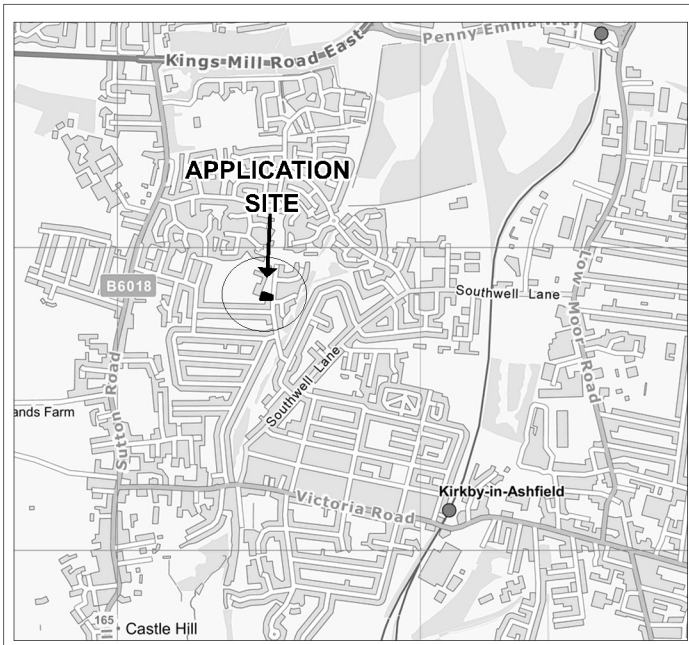 Penny Emma Way
Kings Mill Road East
APPLICATION
SITE
B6018
Southwell Lane
Low Moor Road
Sutton Road
Southwell Lane
ands Farm
Kirkby-in-Ashfield
Victoria Road
165
Castle Hill